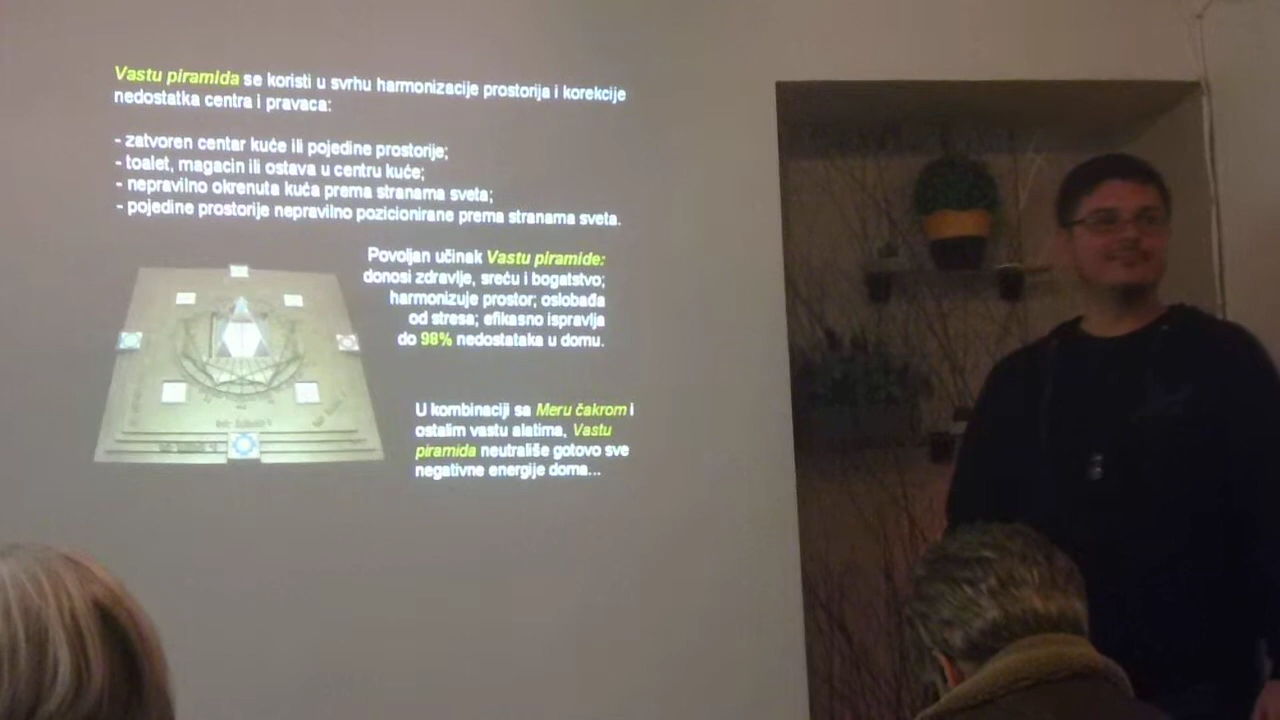 Vastu piramida se koristi u svrhu harmonizacije prostorija i korekcije
nedostatka centra i pravaca:
- zatvoren centar kuće ili pojedine prostorije;
- toalet, magacin ili ostava u centru kuće;
- nepravilno okrenuta kuća prema stranama sveta;
- pojedine prostorije nepravilno pozicionirane prema stranama sveta.
Povoljan učinak Vastu piramide:
donosi zdravlje, sreću i bogatstvo;
harmonizuje prostor; oslobađa
od stresa; efikasno ispravlja
do 98% nedostataka u domu.
U kombinaciji sa Meru čakrom i
ostalim vastu alatima, Vastu
piramida neutrališe gotovo sve
negativne energije doma...